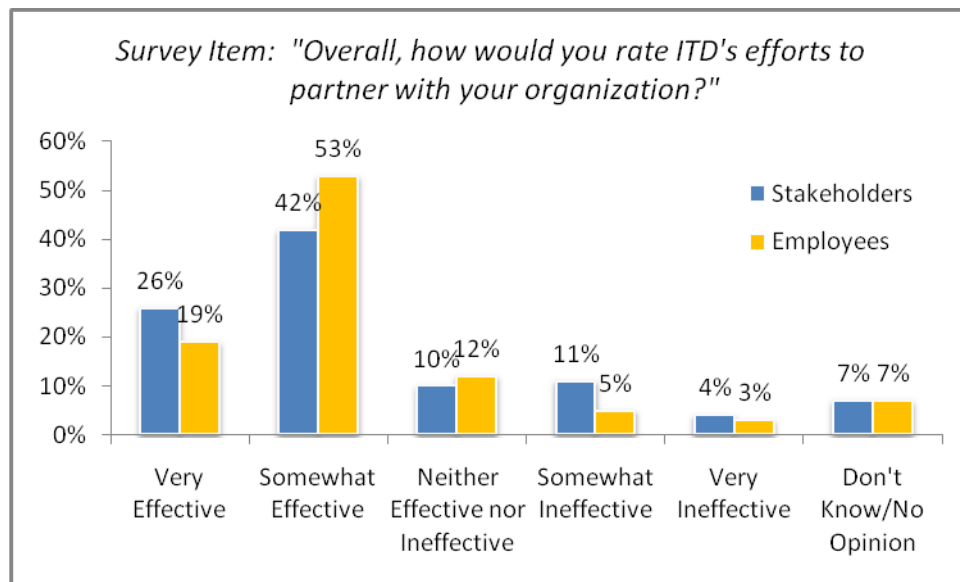 Survey Item: "Overall, how would you rate ITD's efforts to
partner with your organization?"
60%
50%
40%
30%
20%
10%
0%
26%
19%
42%
53%
10%
12%
11%
5%
4%
3%
7%
7%
Stakeholders
Employees
Very
Effective
Somewhat
Effective
Neither
Effective nor
Ineffective
Somewhat
Ineffective
Very
Ineffective
Don't
Know/No
Opinion